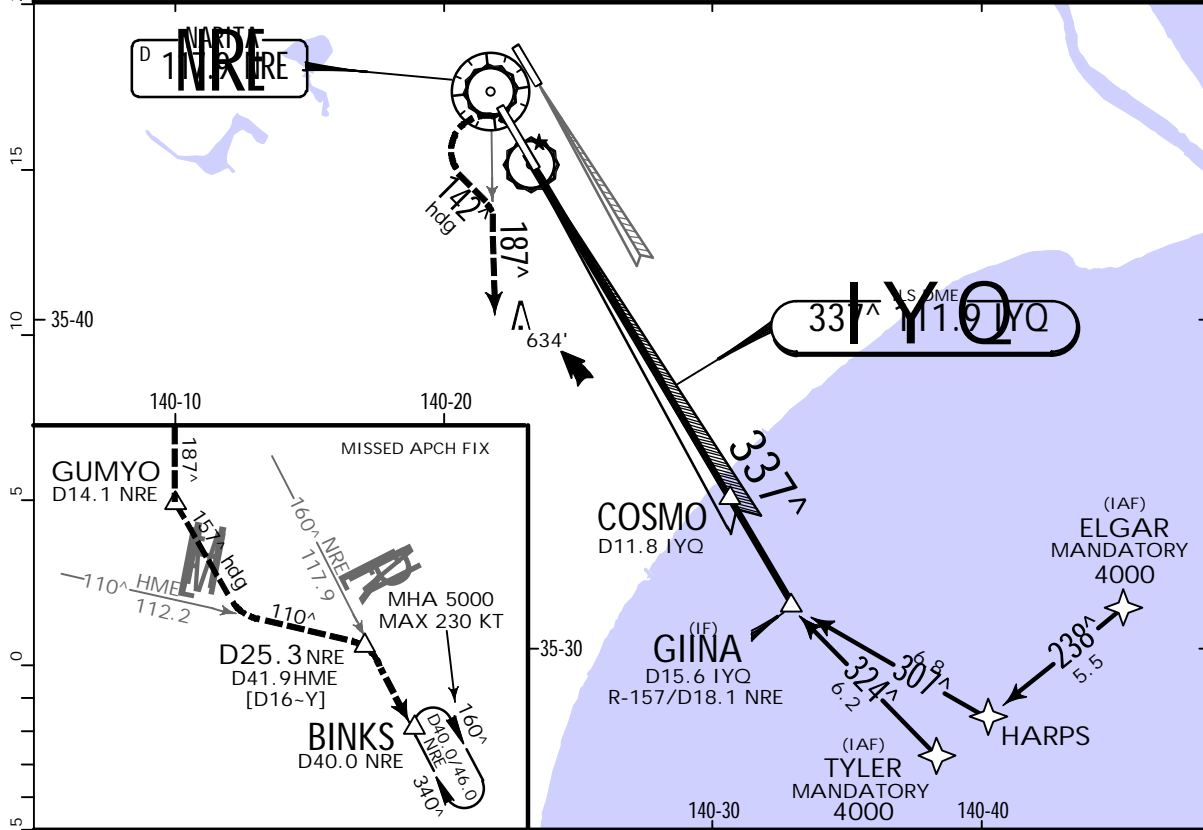 NARITA
D 117.9 NRE
NRE
15
142^
hdg
187^
ILS DME
337^ 111.9 IYQ
I Y Q
10
35-40
634'
140-10
140-20
MISSED APCH FIX
187^
GUMYO
D14.1 NRE
5
157^ hdg
160^ NRE
117.9
337^
COSMO
D11.8 IYQ
(IAF)
ELGAR
MANDATORY
4000
110^ HME
112.2
MHA 5000
MAX 230 KT
110^
0
D25.3 NRE
D41.9HME
[D16~Y]
35-30
(IF)
GIINA
D15.6 IYQ
R-157/D18.1 NRE
6.8
301^
324^
6.2
238^
5.5
HARPS
BINKS
D40.0 NRE
D40.0/46.0
NRE
160^
340^
(IAF)
TYLER
MANDATORY
4000
140-30
140-40
5